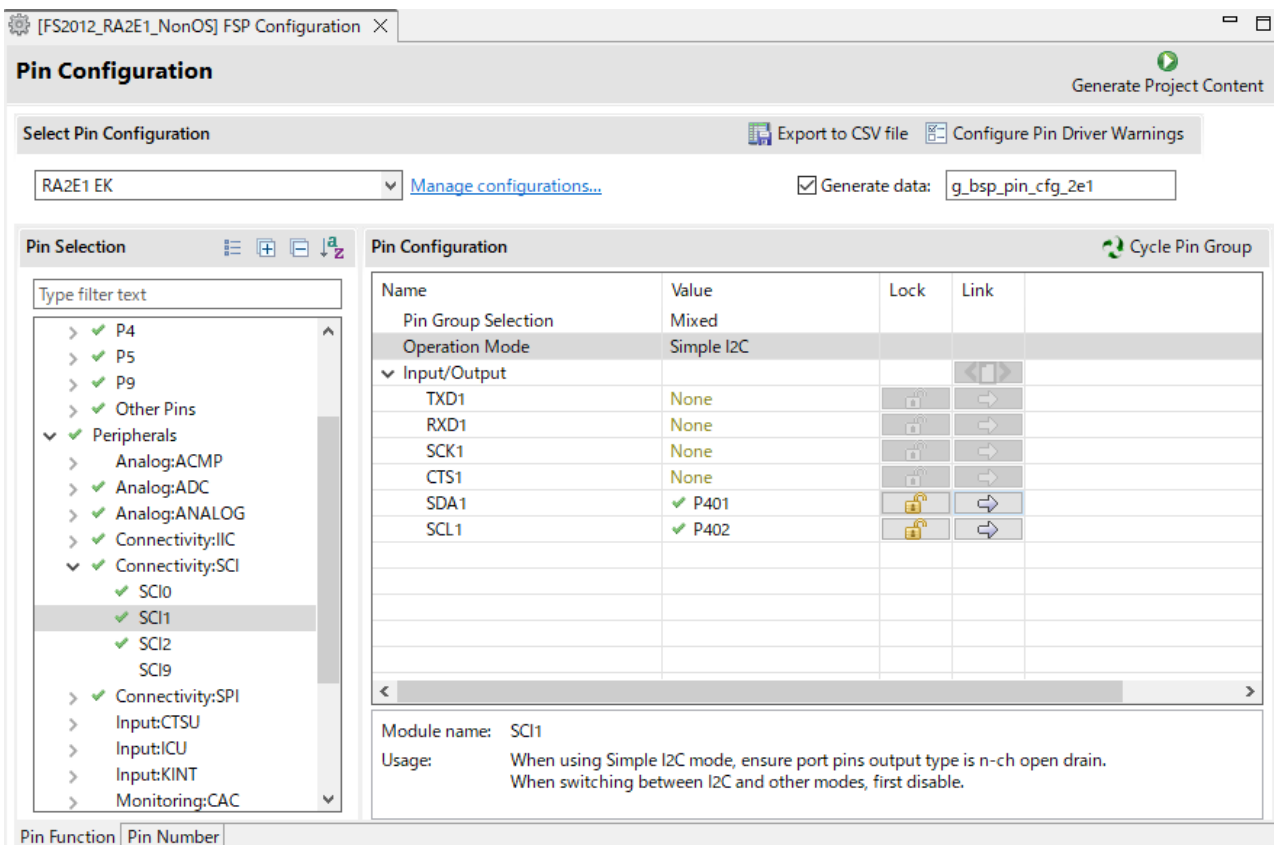 [FS2012_RA2E1_NonOS] FSP Configuration
Pin Configuration
Generate Project Content
Select Pin Configuration
Export to CSV file
Configure Pin Driver Warnings
RA2E1 EK
Manage configurations...
Generate data:
g_bsp_pin_cfg_2e1
Pin Selection
Type filter text
P4
P5
P9
Other Pins
Peripherals
Analog:ACMP
Analog:ADC
Analog:ANALOG
Connectivity:IIC
Connectivity:SCI
SCI0
SCI1
SCI2
SCI9
Connectivity:SPI
Input:CTSU
Input:ICU
Input:KINT
Monitoring:CAC
Pin Configuration
Cycle Pin Group
Name Value Lock Link
Pin Group Selection Mixed
Operation Mode Simple I2C
Input/Output
TXD1 None
RXD1 None
SCK1 None
CTS1 None
SDA1 P401
SCL1 P402
Module name: SCI1
Usage: When using Simple I2C mode, ensure port pins output type is n-ch open drain.
When switching between I2C and other modes, first disable.
Pin Function Pin Number